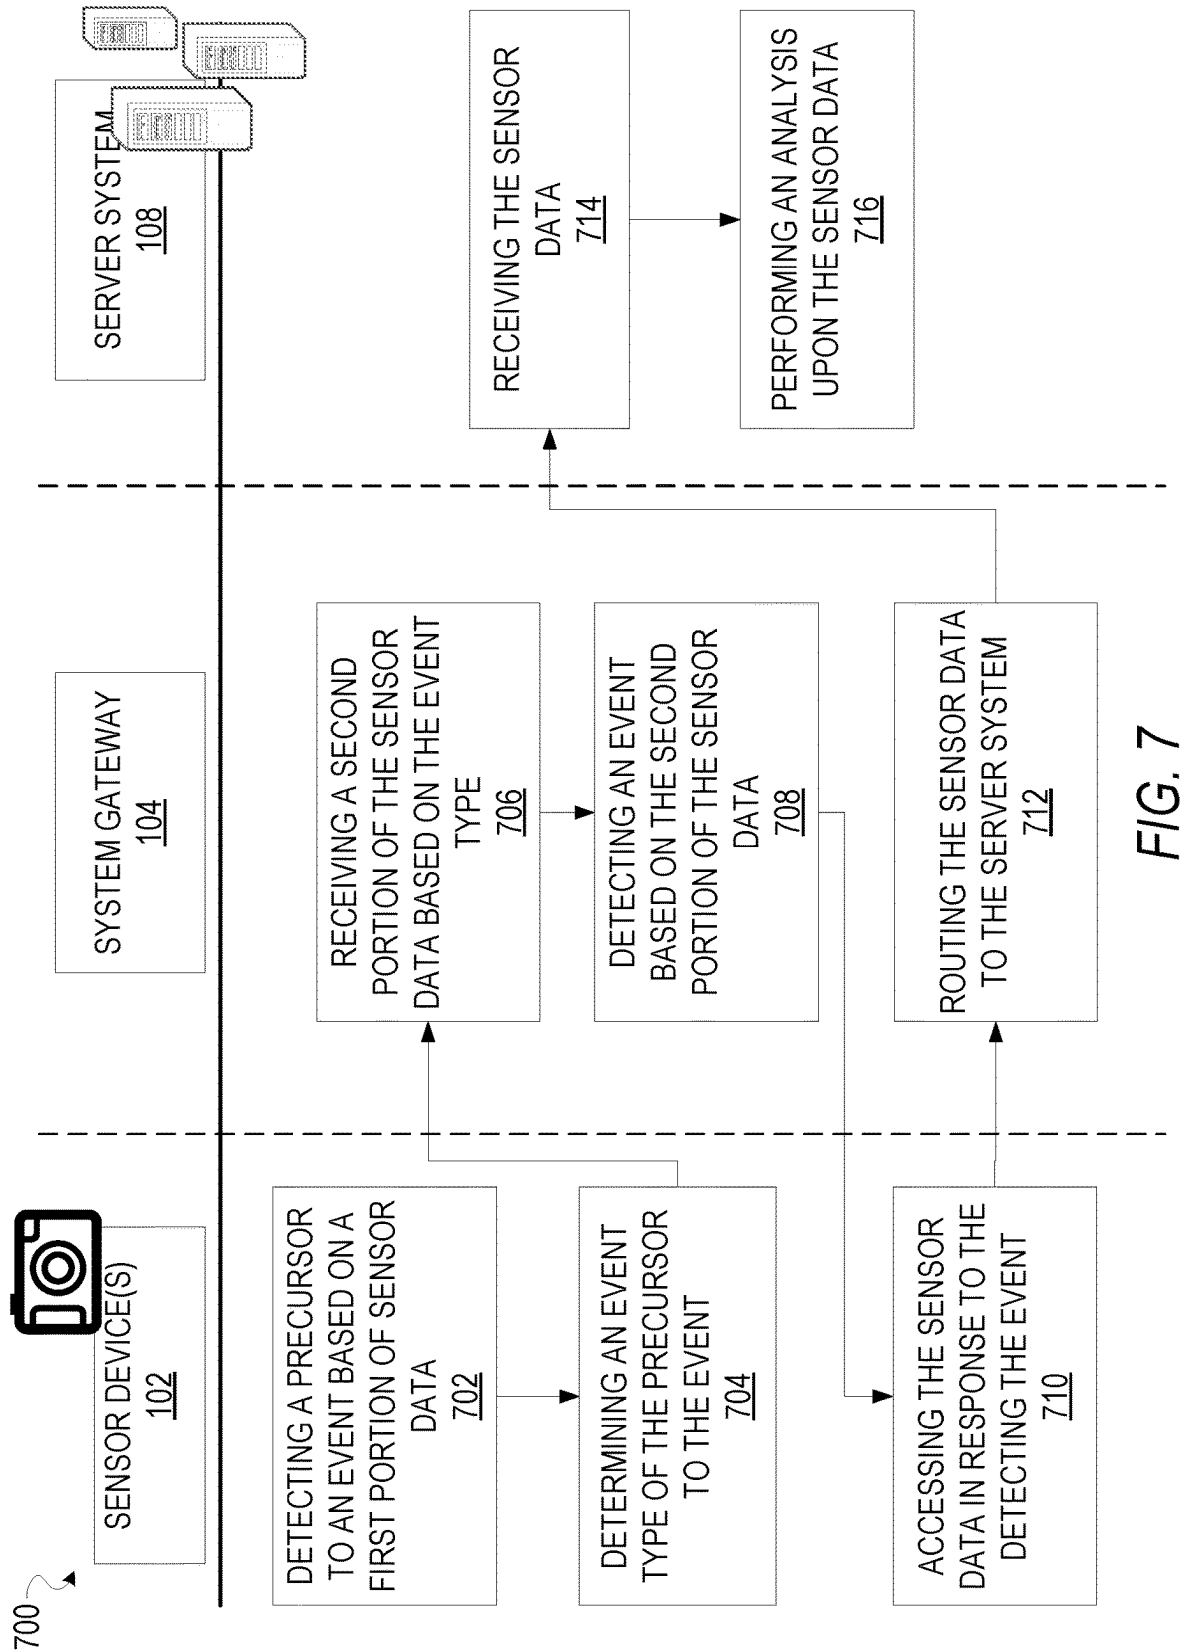 700
SENSOR DEVICE(S)
102
SYSTEM GATEWAY
104
SERVER SYSTEM
108
DETECTING A PRECURSOR
TO AN EVENT BASED ON A
FIRST PORTION OF SENSOR
DATA
702
DETERMINING AN EVENT
TYPE OF THE PRECURSOR
TO THE EVENT
704
RECEIVING A SECOND
PORTION OF THE SENSOR
DATA BASED ON THE EVENT
TYPE
706
DETECTING AN EVENT
BASED ON THE SECOND
PORTION OF THE SENSOR
DATA
708
ACCESSING THE SENSOR
DATA IN RESPONSE TO THE
DETECTING THE EVENT
710
ROUTING THE SENSOR DATA
TO THE SERVER SYSTEM
712
RECEIVING THE SENSOR
DATA
714
PERFORMING AN ANALYSIS
UPON THE SENSOR DATA
716
FIG. 7